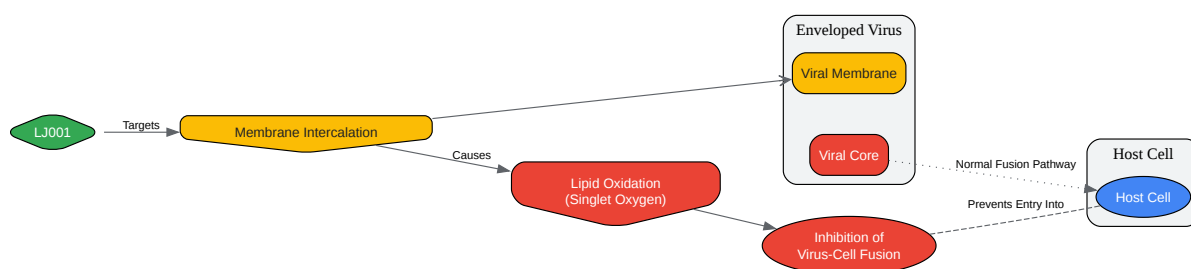 Enveloped Virus
Viral Membrane
LJ001
Targets
Membrane Intercalation
Causes
Viral Core
Normal Fusion Pathway
Host Cell
Host Cell
Lipid Oxidation
(Singlet Oxygen)
Prevents Entry Into
Inhibition of
Virus-Cell Fusion